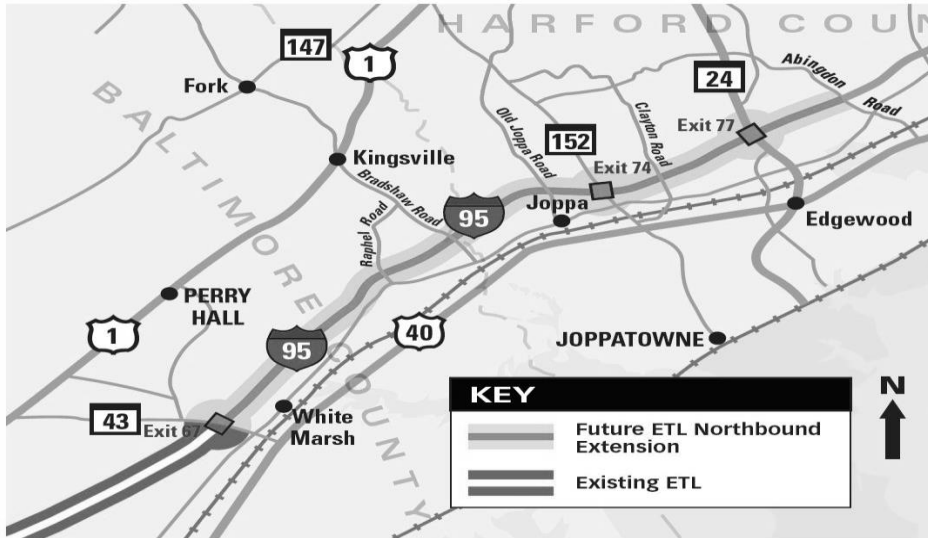 HARFORD COUN
147
1
24
Abingdon
Road
Fork
Exit 77
Old Joppa Road
152
Clayton Road
Kingsville
Exit 74
BALTIMORE COUNTY
Bradshaw Road
95
Joppa
Edgewood
Raphel Road
PERRY
HALL
1
95
40
JOPPATOWNE
43
Exit 67
White
Marsh
KEY
Future ETL Northbound
Extension
Existing ETL
N